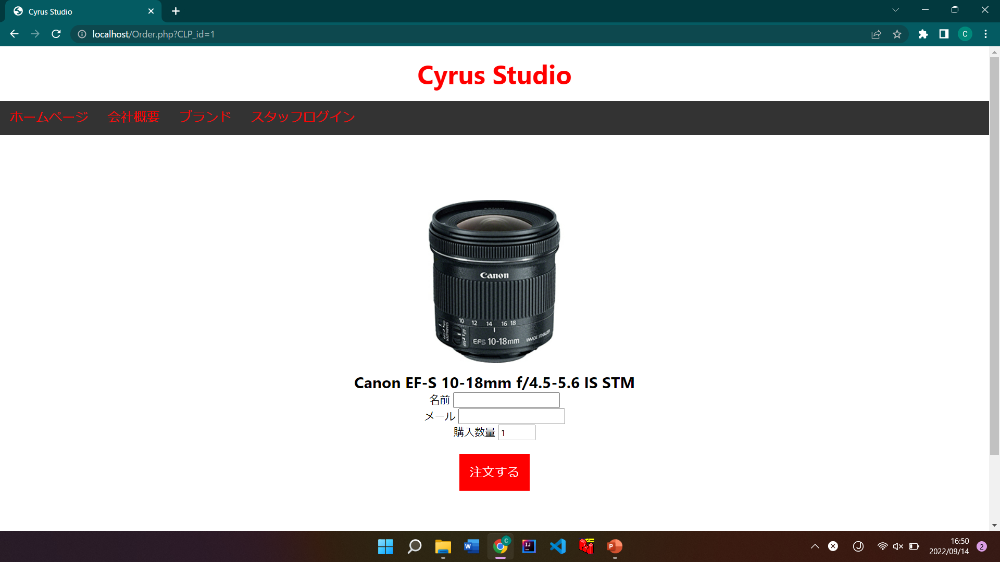 Cyrus Studio
localhost/Order.php?CLP_id=1
C
Cyrus Studio
ホームページ 会社概要 ブランド スタッフログイン
Canon
10 12 14 16 18
EFS 10-18mm IMAGE STABILIZER
Canon EF-S 10-18mm f/4.5-5.6 IS STM
名前
メール
購入数量 1
注文する
16:50
2022/09/14
2